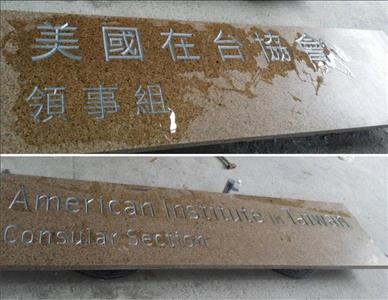 美國在台協會
領事組
American Institute in Taiwan
Consular Section